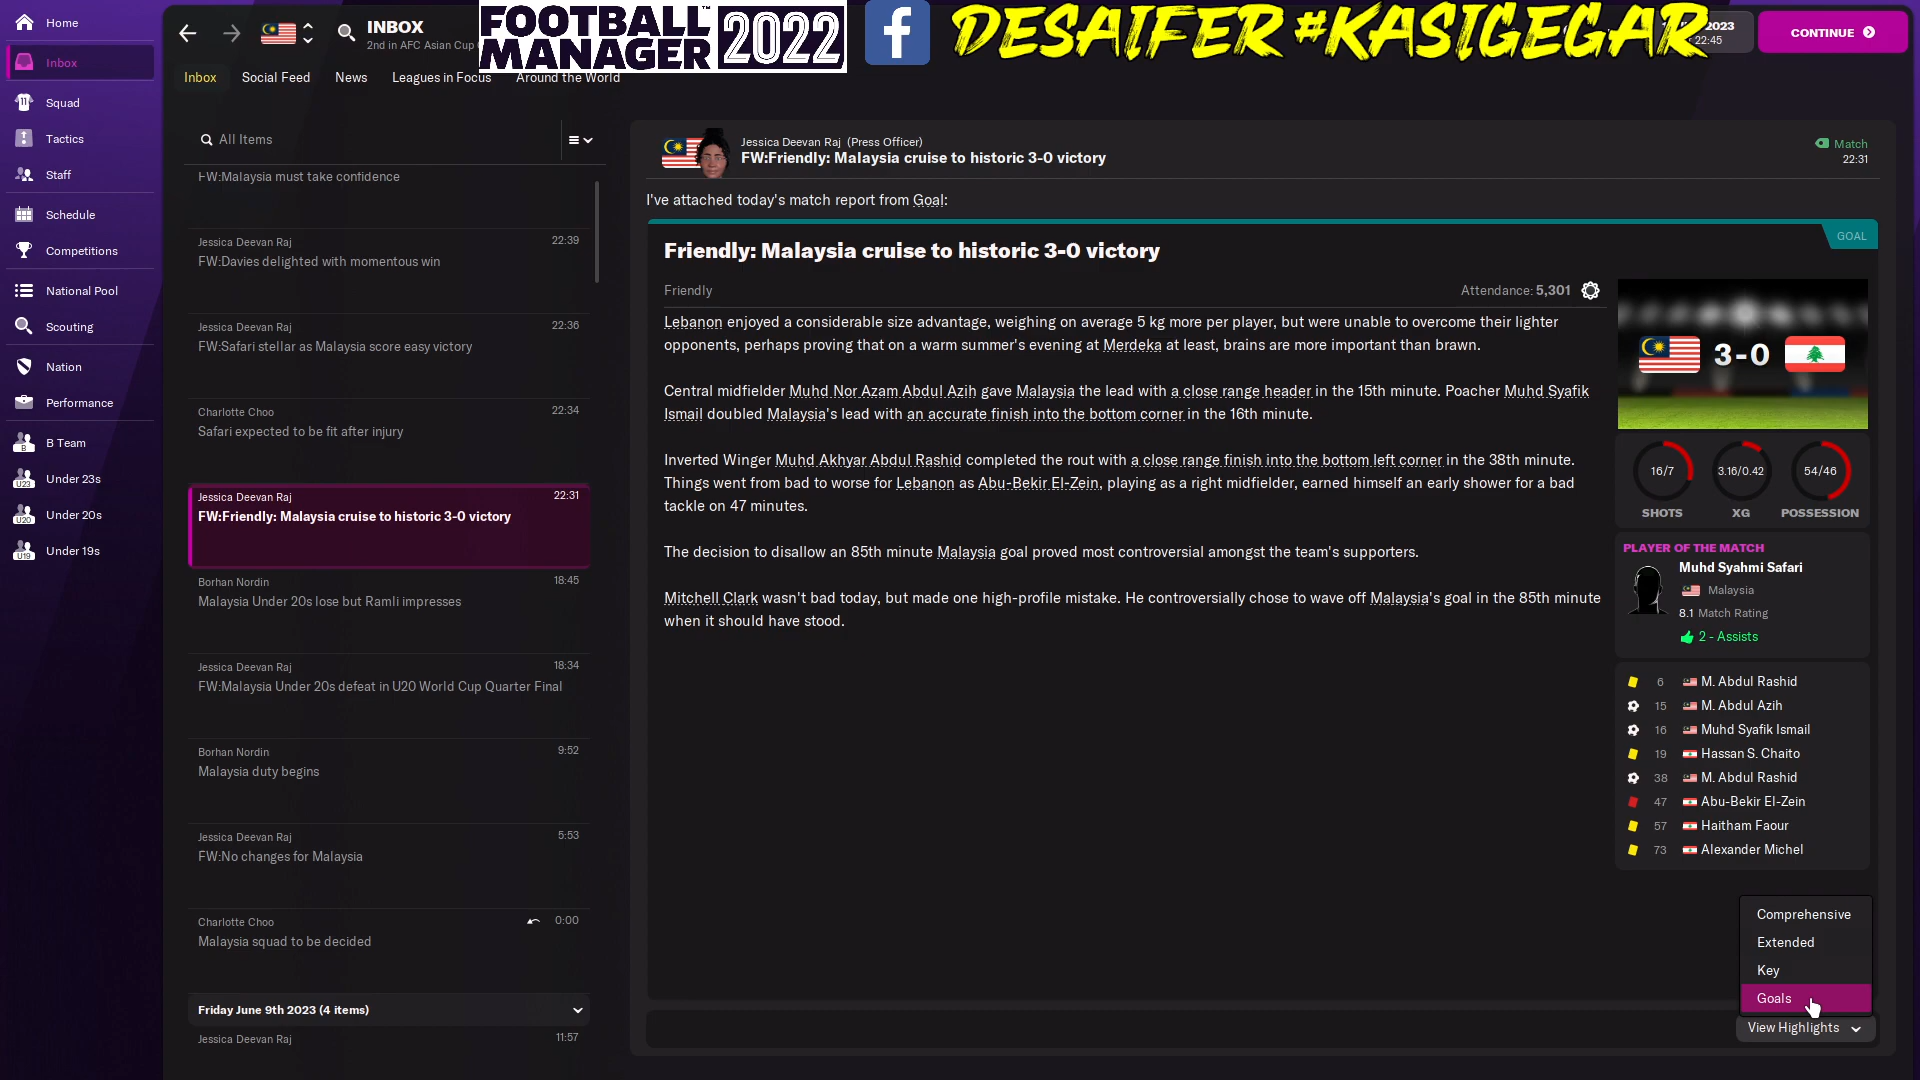 Home
Inbox
Squad
Tactics
Staff
Schedule
Competitions
National Pool
Scouting
Nation
Performance
B Team
Under 23s
Under 20s
Under 19s
INBOX
2nd in AFC Asian Cup
FOOTBALL MANAGER 2022
DESAIFER #KASIGEGAR
2023
22:45
CONTINUE
Inbox
Social Feed
News
Leagues in Focus
Around the World
All Items
FW:Malaysia must take confidence
Jessica Deevan Raj 22:39
FW:Davies delighted with momentous win
Jessica Deevan Raj 22:36
FW:Safari stellar as Malaysia score easy victory
Charlotte Choo 22:34
Safari expected to be fit after injury
Jessica Deevan Raj 22:31
FW:Friendly: Malaysia cruise to historic 3-0 victory
Borhan Nordin 18:45
Malaysia Under 20s lose but Ramli impresses
Jessica Deevan Raj 18:34
FW:Malaysia Under 20s defeat in U20 World Cup Quarter Final
Borhan Nordin 9:52
Malaysia duty begins
Jessica Deevan Raj 5:53
FW:No changes for Malaysia
Charlotte Choo 0:00
Malaysia squad to be decided
Friday June 9th 2023 (4 items)
Jessica Deevan Raj 11:57
Jessica Deevan Raj (Press Officer)
FW:Friendly: Malaysia cruise to historic 3-0 victory
Match
22:31
I've attached today's match report from Goal:
GOAL
Friendly: Malaysia cruise to historic 3-0 victory
Friendly Attendance: 5,301
Lebanon enjoyed a considerable size advantage, weighing on average 5 kg more per player, but were unable to overcome their lighter
opponents, perhaps proving that on a warm summer's evening at Merdeka at least, brains are more important than brawn.
Central midfielder Muhd Nor Azam Abdul Azih gave Malaysia the lead with a close range header in the 15th minute. Poacher Muhd Syafik
Ismail doubled Malaysia's lead with an accurate finish into the bottom corner in the 16th minute.
Inverted Winger Muhd Akhyar Abdul Rashid completed the rout with a close range finish into the bottom left corner in the 38th minute.
Things went from bad to worse for Lebanon as Abu-Bekir El-Zein, playing as a right midfielder, earned himself an early shower for a bad
tackle on 47 minutes.
The decision to disallow an 85th minute Malaysia goal proved most controversial amongst the team's supporters.
Mitchell Clark wasn't bad today, but made one high-profile mistake. He controversially chose to wave off Malaysia's goal in the 85th minute
when it should have stood.
3-0
16/7 3.16/0.42 54/46
SHOTS XG POSSESSION
PLAYER OF THE MATCH
Muhd Syahmi Safari
Malaysia
8.1 Match Rating
2 - Assists
6 M. Abdul Rashid
15 M. Abdul Azih
16 Muhd Syafik Ismail
19 Hassan S. Chaito
38 M. Abdul Rashid
47 Abu-Bekir El-Zein
57 Haitham Faour
73 Alexander Michel
Comprehensive
Extended
Key
Goals
View Highlights